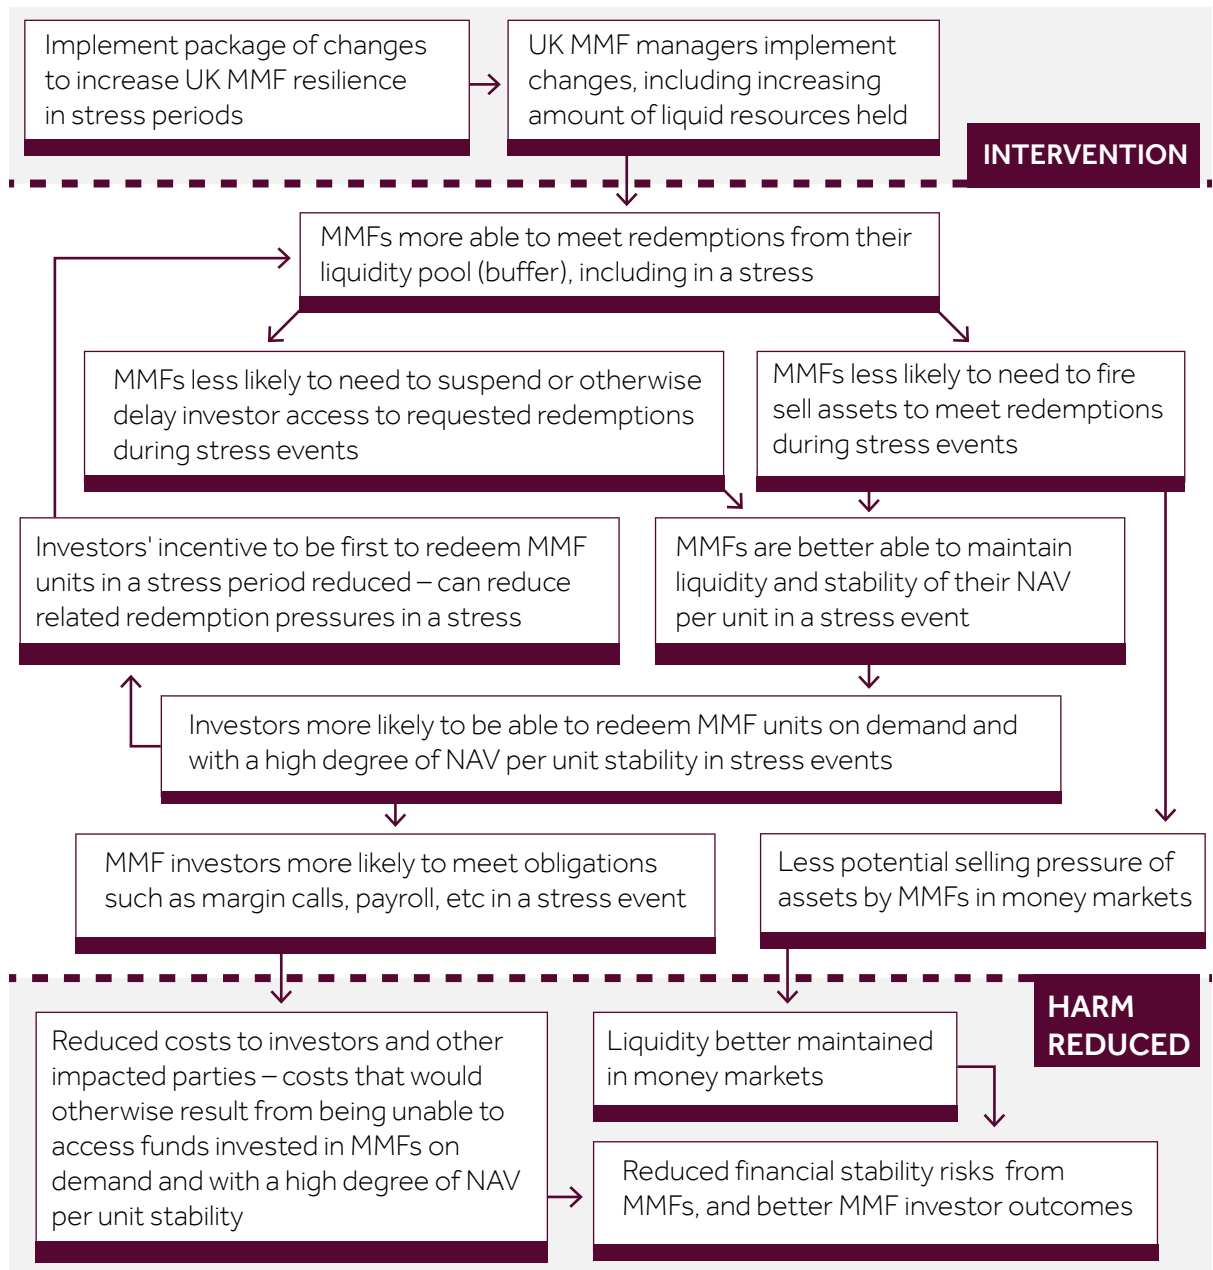 Implement package of changes
to increase UK MMF resilience
in stress periods
UK MMF managers implement
changes, including increasing
amount of liquid resources held
INTERVENTION
MMFs more able to meet redemptions from their
liquidity pool (buffer), including in a stress
MMFs less likely to need to suspend or otherwise
delay investor access to requested redemptions
during stress events
MMFs less likely to need to fire
sell assets to meet redemptions
during stress events
Investors' incentive to be first to redeem MMF
units in a stress period reduced – can reduce
related redemption pressures in a stress
MMFs are better able to maintain
liquidity and stability of their NAV
per unit in a stress event
Investors more likely to be able to redeem MMF units on demand and
with a high degree of NAV per unit stability in stress events
MMF investors more likely to meet obligations
such as margin calls, payroll, etc in a stress event
Less potential selling pressure of
assets by MMFs in money markets
HARM
REDUCED
Reduced costs to investors and other
impacted parties – costs that would
otherwise result from being unable to
access funds invested in MMFs on
demand and with a high degree of NAV
per unit stability
Liquidity better maintained
in money markets
Reduced financial stability risks from
MMFs, and better MMF investor outcomes